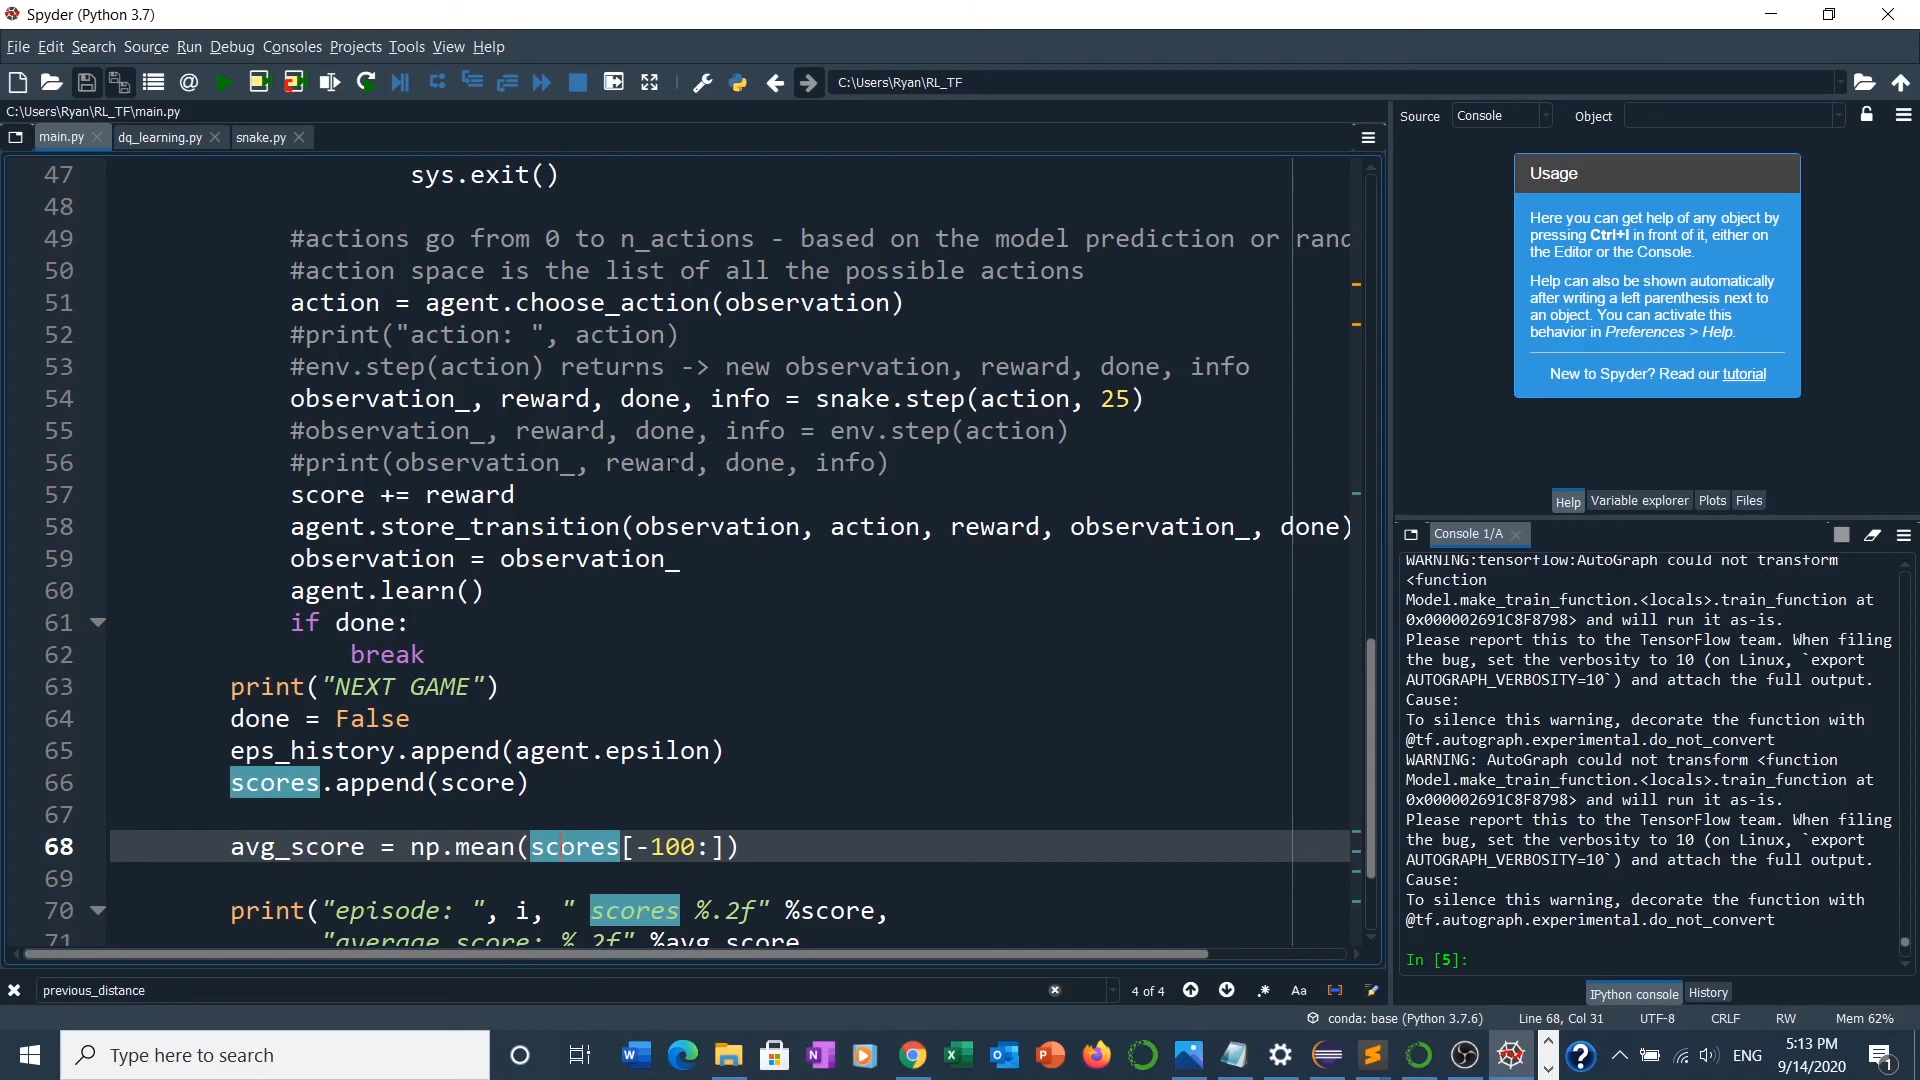 Spyder (Python 3.7)
File Edit Search Source Run Debug Consoles Projects Tools View Help
C:\Users\Ryan\RL_TF
C:\Users\Ryan\RL_TF\main.py
main.py dq_learning.py snake.py
47 sys.exit()
48
49 #actions go from 0 to n_actions - based on the model prediction or rand
50 #action space is the list of all the possible actions
51 action = agent.choose_action(observation)
52 #print("action: ", action)
53 #env.step(action) returns -> new observation, reward, done, info
54 observation_, reward, done, info = snake.step(action, 25)
55 #observation_, reward, done, info = env.step(action)
56 #print(observation_, reward, done, info)
57 score += reward
58 agent.store_transition(observation, action, reward, observation_, done)
59 observation = observation_
60 agent.learn()
61 if done:
62 break
63 print("NEXT GAME")
64 done = False
65 eps_history.append(agent.epsilon)
66 scores.append(score)
67
68 avg_score = np.mean(scores[-100:])
69
70 print("episode: ", i, " scores %.2f" %score,
71 "average score: %.2f" %avg_score
previous_distance 4 of 4 .* Aa
Source Console Object
Usage
Here you can get help of any object by
pressing Ctrl+I in front of it, either on
the Editor or the Console.
Help can also be shown automatically
after writing a left parenthesis next to
an object. You can activate this
behavior in Preferences > Help.
New to Spyder? Read our tutorial
Help Variable explorer Plots Files
Console 1/A
WARNING:tensorflow:AutoGraph could not transform
<function
Model.make_train_function.<locals>.train_function at
0x000002691C8F8798> and will run it as-is.
Please report this to the TensorFlow team. When filing
the bug, set the verbosity to 10 (on Linux, `export
AUTOGRAPH_VERBOSITY=10`) and attach the full output.
Cause:
To silence this warning, decorate the function with
@tf.autograph.experimental.do_not_convert
WARNING: AutoGraph could not transform <function
Model.make_train_function.<locals>.train_function at
0x000002691C8F8798> and will run it as-is.
Please report this to the TensorFlow team. When filing
the bug, set the verbosity to 10 (on Linux, `export
AUTOGRAPH_VERBOSITY=10`) and attach the full output.
Cause:
To silence this warning, decorate the function with
@tf.autograph.experimental.do_not_convert
In [5]:
IPython console History
conda: base (Python 3.7.6) Line 68, Col 31 UTF-8 CRLF RW Mem 62%
Type here to search
ENG
5:13 PM
9/14/2020
1